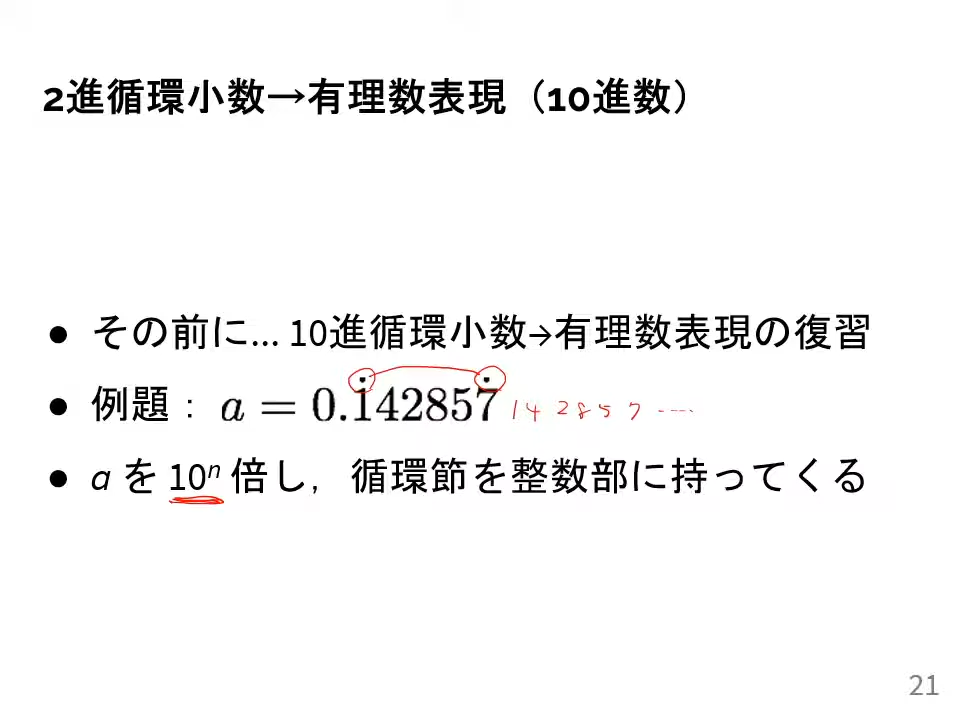 2進循環小数→有理数表現（10進数）
● その前に... 10進循環小数→有理数表現の復習
● 例題： a = 0.1̇42857̇ 142857 ‥‥
● a を 10ⁿ 倍し， 循環節を整数部に持ってくる
21